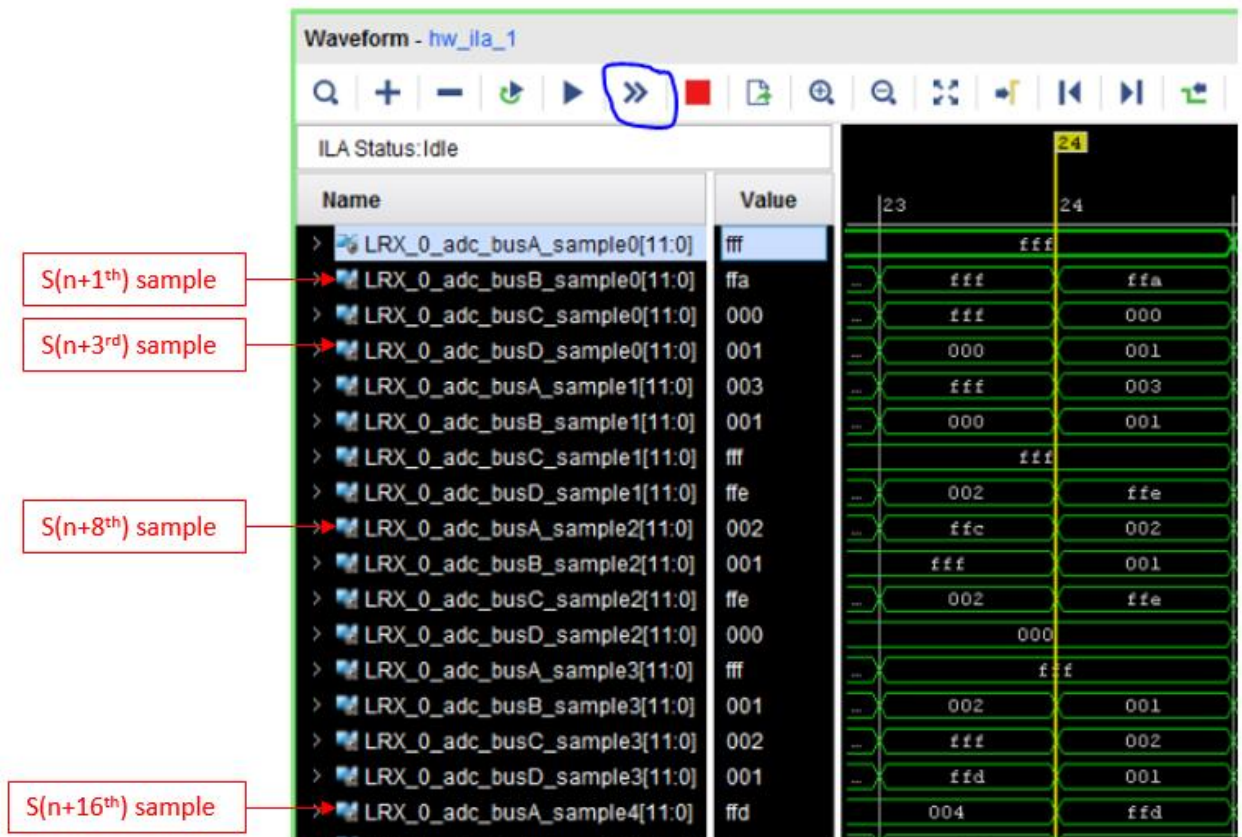 Waveform - hw_ila_1
ILA Status:Idle
24
Name Value 23 24
LRX_0_adc_busA_sample0[11:0] fff fff
S(n+1th) sample LRX_0_adc_busB_sample0[11:0] ffa ... fff ffa
LRX_0_adc_busC_sample0[11:0] 000 ... fff 000
S(n+3rd) sample LRX_0_adc_busD_sample0[11:0] 001 ... 000 001
LRX_0_adc_busA_sample1[11:0] 003 ... fff 003
LRX_0_adc_busB_sample1[11:0] 001 ... 000 001
LRX_0_adc_busC_sample1[11:0] fff fff
LRX_0_adc_busD_sample1[11:0] ffe ... 002 ffe
S(n+8th) sample LRX_0_adc_busA_sample2[11:0] 002 ... ffc 002
LRX_0_adc_busB_sample2[11:0] 001 fff 001
LRX_0_adc_busC_sample2[11:0] ffe ... 002 ffe
LRX_0_adc_busD_sample2[11:0] 000 000
LRX_0_adc_busA_sample3[11:0] fff ... fff
LRX_0_adc_busB_sample3[11:0] 001 ... 002 001
LRX_0_adc_busC_sample3[11:0] 002 ... fff 002
LRX_0_adc_busD_sample3[11:0] 001 ... ffd 001
S(n+16th) sample LRX_0_adc_busA_sample4[11:0] ffd 004 ffd